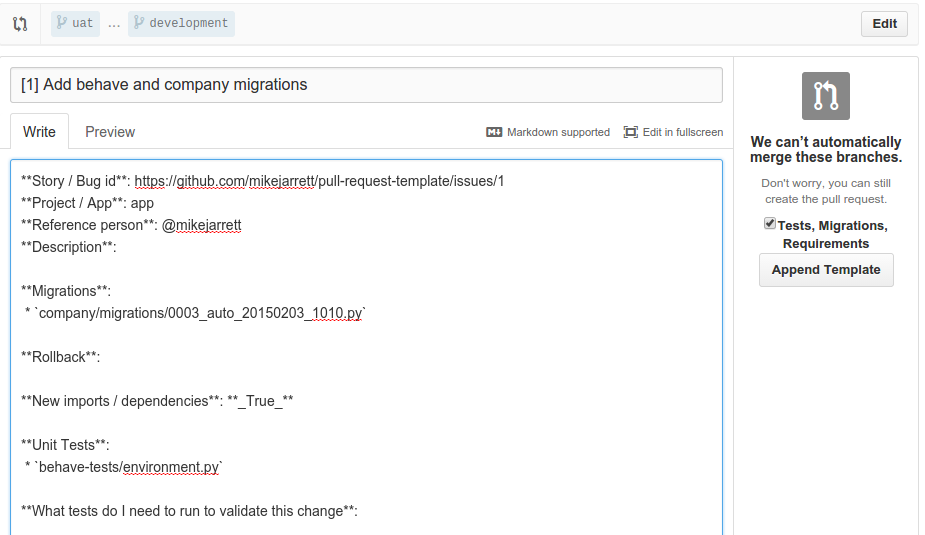 uat ... development Edit
[1] Add behave and company migrations
Write Preview Markdown supported Edit in fullscreen
**Story / Bug id**: https://github.com/mikejarrett/pull-request-template/issues/1
**Project / App**: app
**Reference person**: @mikejarrett
**Description**:
**Migrations**:
* `company/migrations/0003_auto_20150203_1010.py`
**Rollback**:
**New imports / dependencies**: **_True_**
**Unit Tests**:
* `behave-tests/environment.py`
**What tests do I need to run to validate this change**:
We can't automatically
merge these branches.
Don't worry, you can still
create the pull request.
Tests, Migrations,
Requirements
Append Template